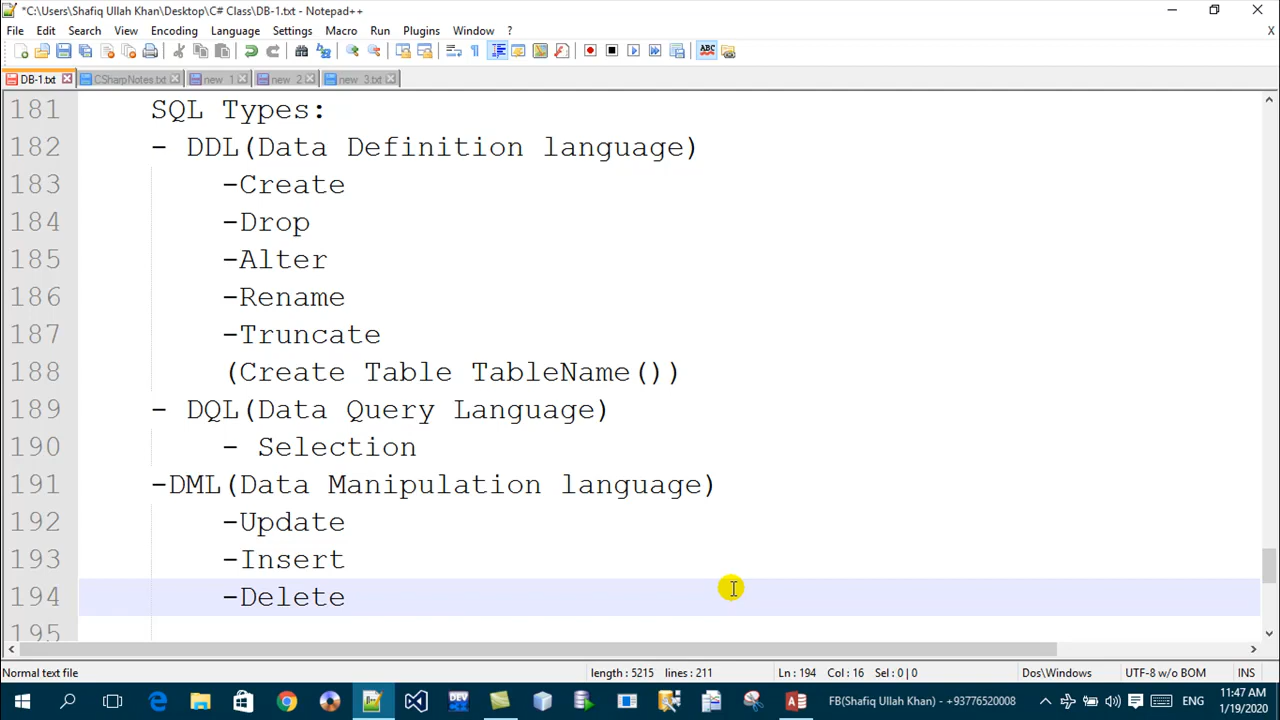 *C:\Users\Shafiq Ullah Khan\Desktop\C# Class\DB-1.txt - Notepad++
File Edit Search View Encoding Language Settings Macro Run Plugins Window ? X
DB-1.txt CSharpNotes.txt new 1 new 2 new 3.txt
181 SQL Types:
182 - DDL(Data Definition language)
183 -Create
184 -Drop
185 -Alter
186 -Rename
187 -Truncate
188 (Create Table TableName())
189 - DQL(Data Query Language)
190 - Selection
191 -DML(Data Manipulation language)
192 -Update
193 -Insert
194 -Delete
195
Normal text file length : 5215 lines : 211 Ln : 194 Col : 16 Sel : 0 | 0 Dos\Windows UTF-8 w/o BOM INS
FB(Shafiq Ullah Khan) - +93776520008 ENG 11:47 AM
1/19/2020